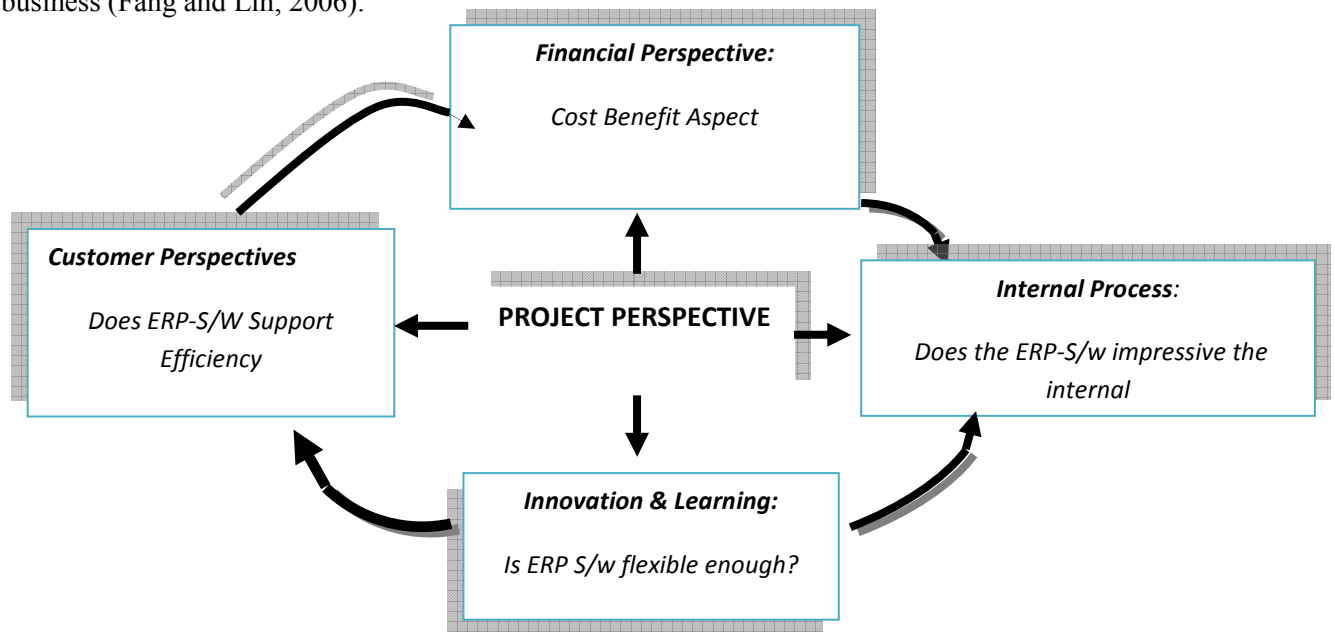 business (Fang and Lin, 2006).
Financial Perspective:
Cost Benefit Aspect
Customer Perspectives
Does ERP-S/W Support
Efficiency
PROJECT PERSPECTIVE
Internal Process:
Does the ERP-S/w impressive the
internal
Innovation & Learning:
Is ERP S/w flexible enough?